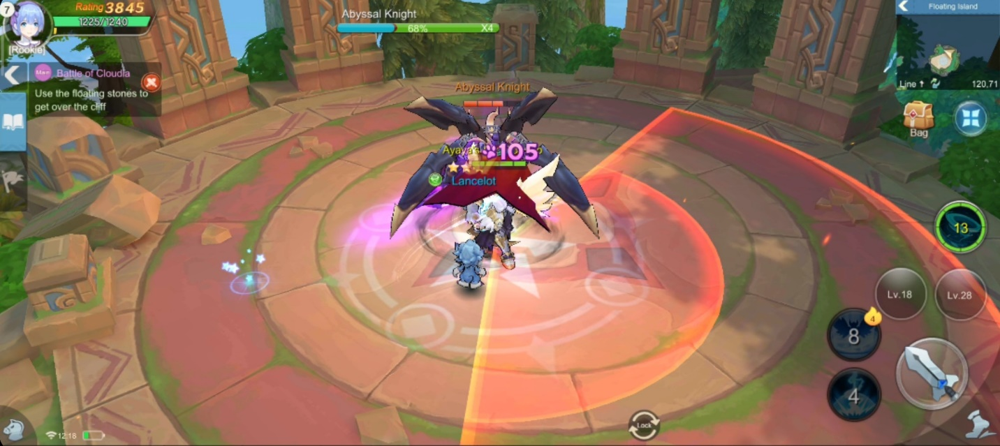 7
Rating 3845
1225/1240
[Rookie]
Abyssal Knight
68%
X4
Floating Island
Main Battle of Cloudia
Use the floating stones to
get over the cliff
Line 1
120,71
Bag
Abyssal Knight
105
Lancelot
13
Lv.18
Lv.28
4
8
4
Lock
12:18